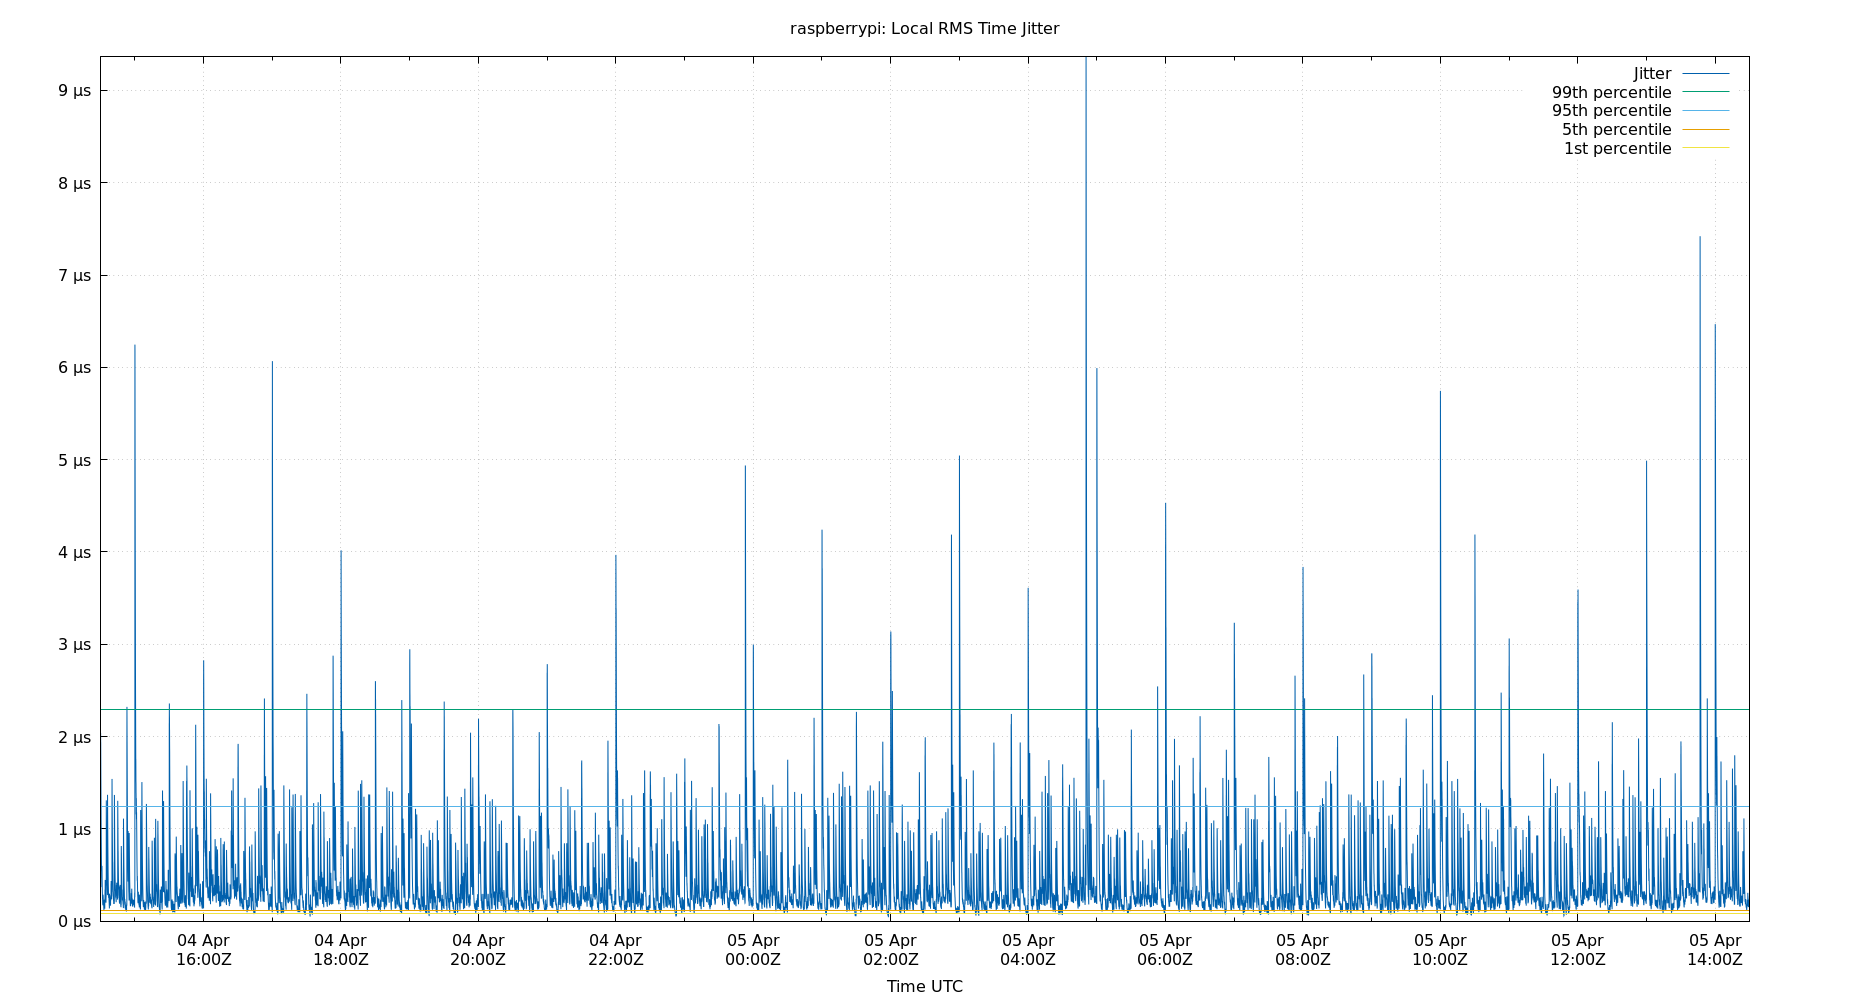 raspberrypi: Local RMS Time Jitter
Jitter
99th percentile
95th percentile
5th percentile
1st percentile
9 μs
8 μs
7 μs
6 μs
5 μs
4 μs
3 μs
2 μs
1 μs
0 μs
04 Apr 04 Apr 04 Apr 04 Apr 05 Apr 05 Apr 05 Apr 05 Apr 05 Apr 05 Apr 05 Apr 05 Apr
16:00Z 18:00Z 20:00Z 22:00Z 00:00Z 02:00Z 04:00Z 06:00Z 08:00Z 10:00Z 12:00Z 14:00Z
Time UTC